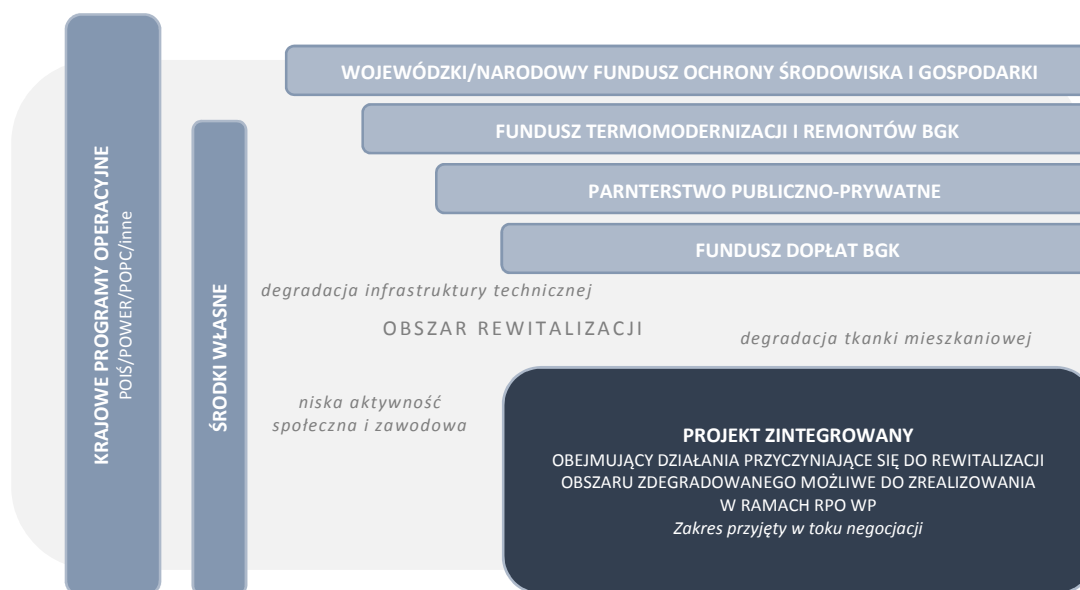 WOJEWÓDZKI/NARODOWY FUNDUSZ OCHRONY ŚRODOWISKA I GOSPODARKI
FUNDUSZ TERMOMODERNIZACJI I REMONTÓW BGK
PARNTERSTWO PUBLICZNO-PRYWATNE
FUNDUSZ DOPŁAT BGK
KRAJOWE PROGRAMY OPERACYJNE
POIŚ/POWER/POPC/inne
ŚRODKI WŁASNE
degradacja infrastruktury technicznej
OBSZAR REWITALIZACJI
degradacja tkanki mieszkaniowej
niska aktywność
społeczna i zawodowa
PROJEKT ZINTEGROWANY
OBEJMUJĄCY DZIAŁANIA PRZYCZYNIAJĄCE SIĘ DO REWITALIZACJI
OBSZARU ZDEGRADOWANEGO MOŻLIWE DO ZREALIZOWANIA
W RAMACH RPO WP
Zakres przyjęty w toku negocjacji